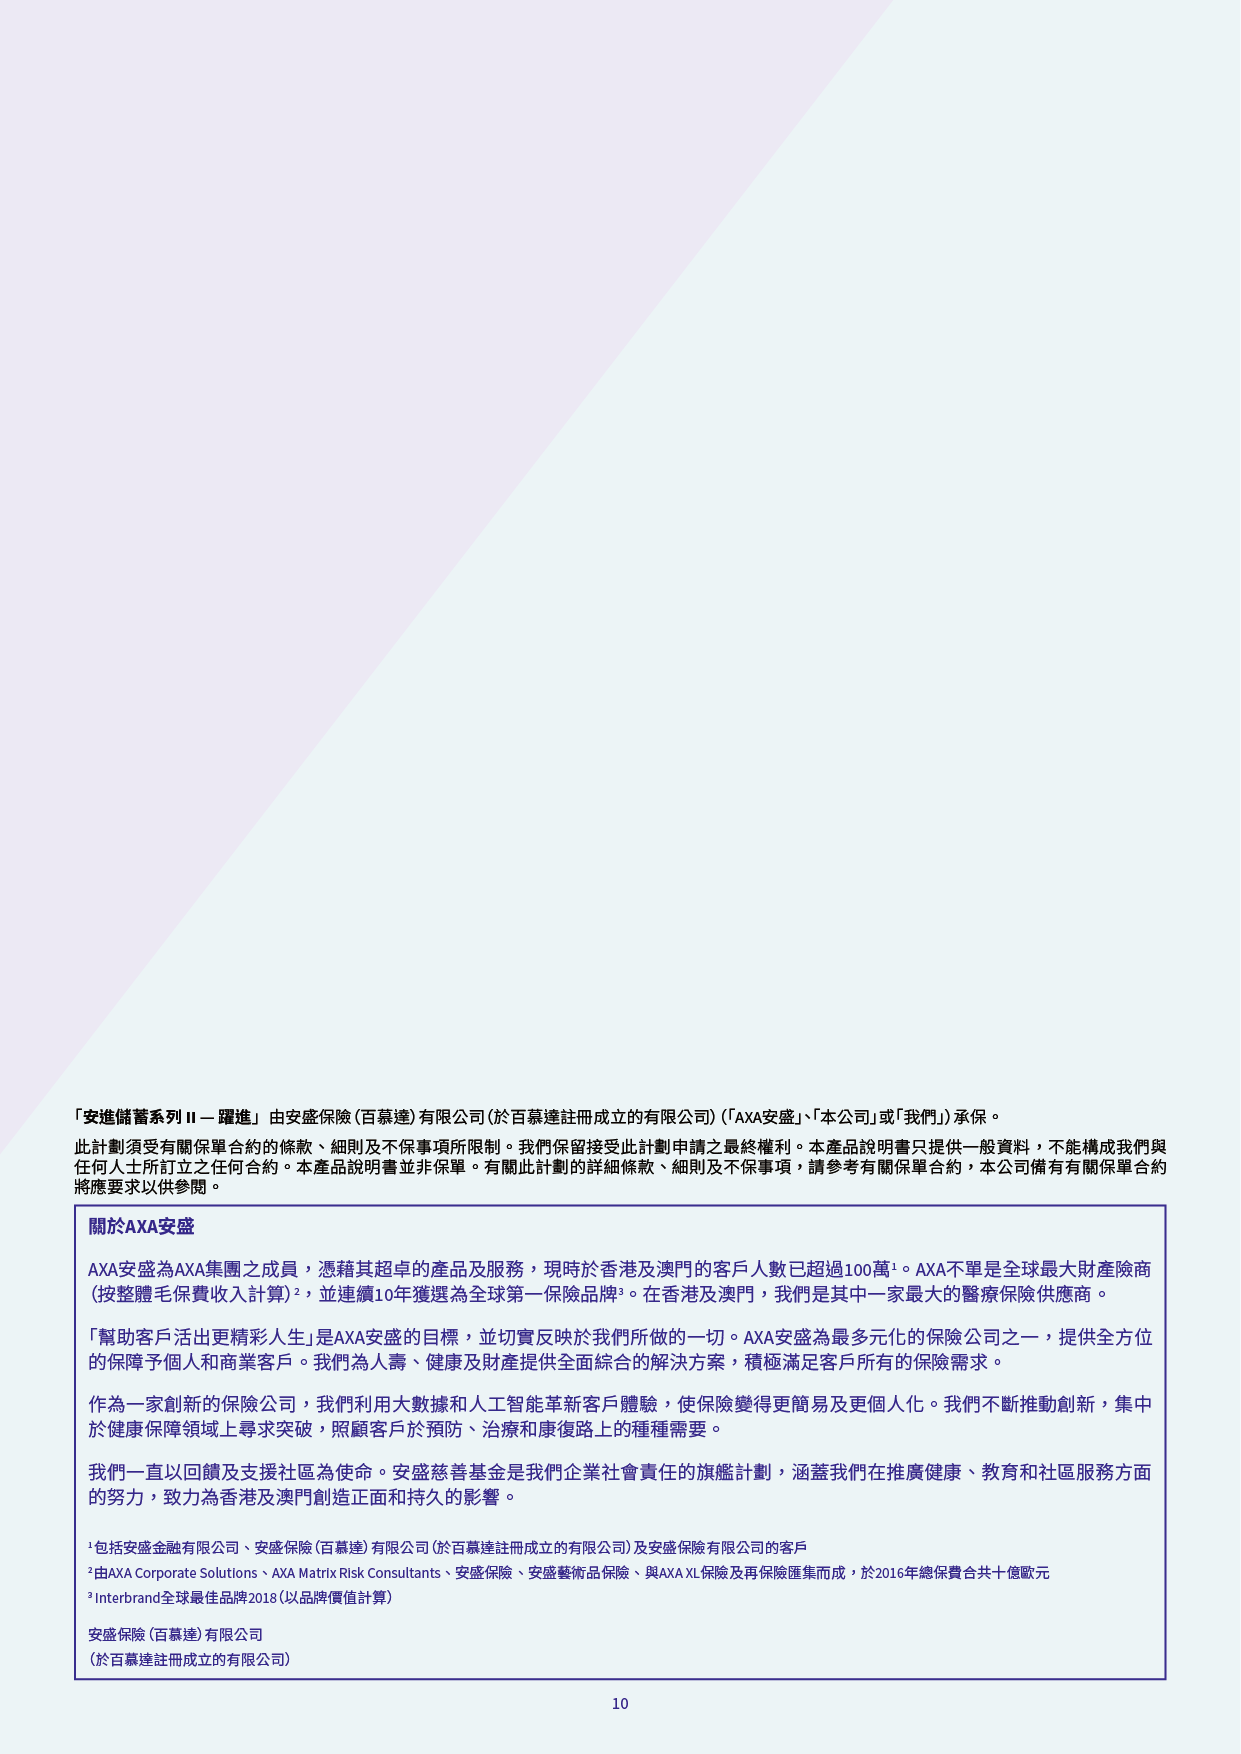 「安進儲蓄系列 II — 躍進」由安盛保險（百慕達）有限公司（於百慕達註冊成立的有限公司）（「AXA安盛」、「本公司」或「我們」）承保。
此計劃須受有關保單合約的條款、細則及不保事項所限制。我們保留接受此計劃申請之最終權利。本產品說明書只提供一般資料，不能構成我們與
任何人士所訂立之任何合約。本產品說明書並非保單。有關此計劃的詳細條款、細則及不保事項，請參考有關保單合約，本公司備有有關保單合約
將應要求以供參閱。
關於AXA安盛
AXA安盛為AXA集團之成員，憑藉其超卓的產品及服務，現時於香港及澳門的客戶人數已超過100萬¹。AXA不單是全球最大財產險商
（按整體毛保費收入計算）²，並連續10年獲選為全球第一保險品牌³。在香港及澳門，我們是其中一家最大的醫療保險供應商。
「幫助客戶活出更精彩人生」是AXA安盛的目標，並切實反映於我們所做的一切。AXA安盛為最多元化的保險公司之一，提供全方位
的保障予個人和商業客戶。我們為人壽、健康及財產提供全面綜合的解決方案，積極滿足客戶所有的保險需求。
作為一家創新的保險公司，我們利用大數據和人工智能革新客戶體驗，使保險變得更簡易及更個人化。我們不斷推動創新，集中
於健康保障領域上尋求突破，照顧客戶於預防、治療和康復路上的種種需要。
我們一直以回饋及支援社區為使命。安盛慈善基金是我們企業社會責任的旗艦計劃，涵蓋我們在推廣健康、教育和社區服務方面
的努力，致力為香港及澳門創造正面和持久的影響。
¹包括安盛金融有限公司、安盛保險（百慕達）有限公司（於百慕達註冊成立的有限公司）及安盛保險有限公司的客戶
²由AXA Corporate Solutions、AXA Matrix Risk Consultants、安盛保險、安盛藝術品保險、與AXA XL保險及再保險匯集而成，於2016年總保費合共十億歐元
³Interbrand全球最佳品牌2018（以品牌價值計算）
安盛保險（百慕達）有限公司
（於百慕達註冊成立的有限公司）
10